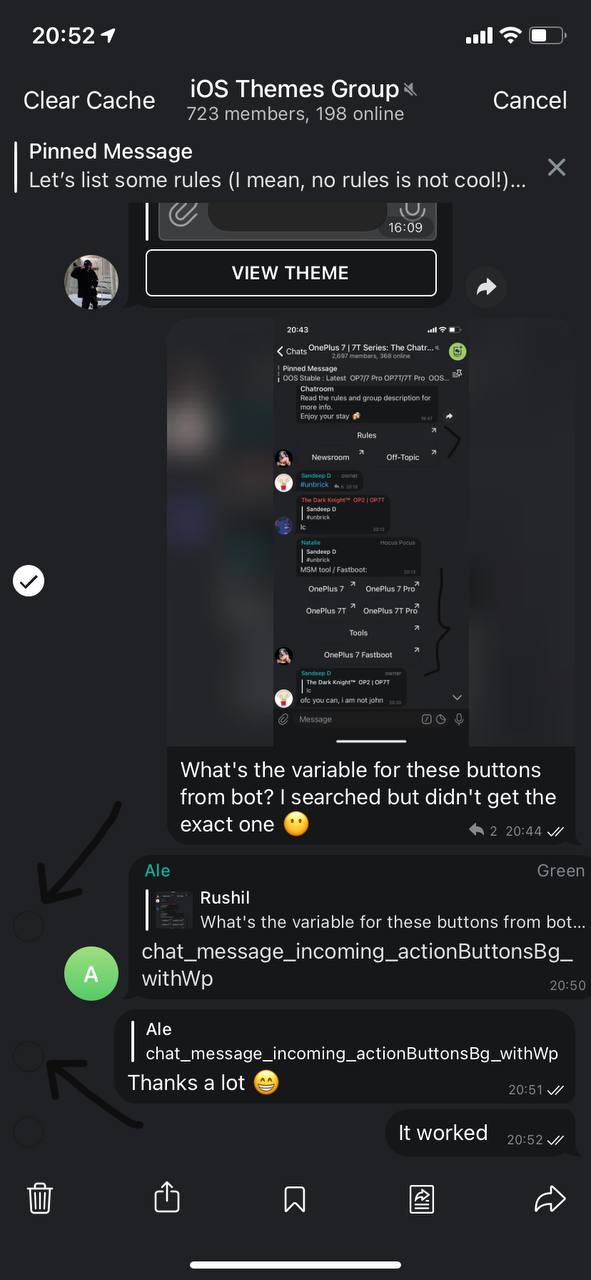 20:52
Clear Cache
iOS Themes Group
Cancel
723 members, 198 online
Pinned Message
Let's list some rules (I mean, no rules is not cool!)...
16:09
VIEW THEME
20:43
Chats
OnePlus 7 | 7T Series: The Chatr...
2,697 members, 368 online
Pinned Message
OOS Stable : Latest OP7/7 Pro OP7T/7T Pro OOS...
Chatroom
Read the rules and group description for
more info.
Enjoy your stay
Rules
Newsroom
Off-Topic
Sandeep D
owner
#unbrick
The Dark Knight™ OP2 | OP7T
Sandeep D
#unbrick
lc
Natalie
Hocus Pocus
Sandeep D
#unbrick
MSM tool / Fastboot:
OnePlus 7
OnePlus 7 Pro
OnePlus 7T
OnePlus 7T Pro
Tools
OnePlus 7 Fastboot
Sandeep D
owner
The Dark Knight™ OP2 | OP7T
lc
ofc you can, i am not john
Message
What's the variable for these buttons
from bot? I searched but didn't get the
exact one 😶
2 20:44
Ale
Green
Rushil
What's the variable for these buttons from bot...
A
chat_message_incoming_actionButtonsBg_
withWp
20:50
Ale
chat_message_incoming_actionButtonsBg_withWp
Thanks a lot 😁
20:51
It worked
20:52